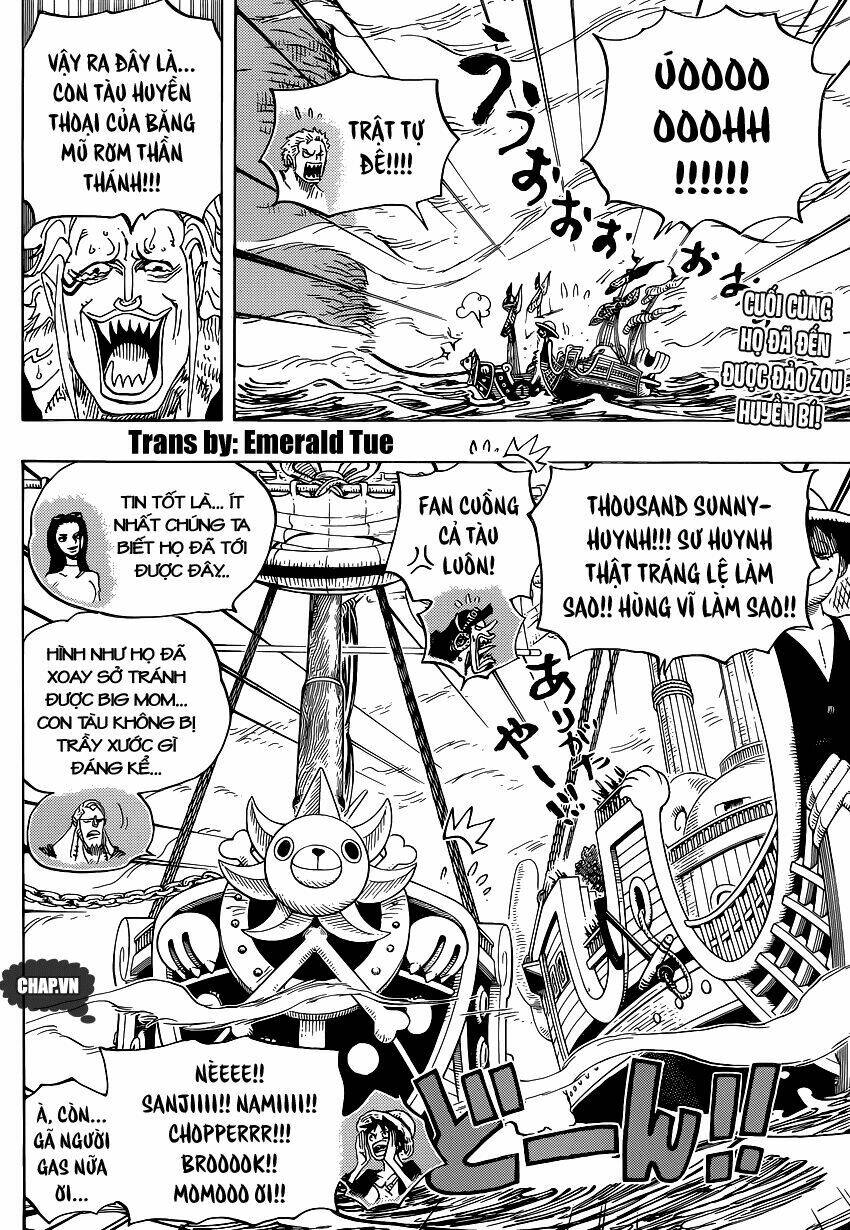 ÚOOOO
OOOHH
!!!!!!
うぅおおおおぉ
TRẬT TỰ
ĐÊ!!!!
CUỐI CÙNG
HỌ ĐÃ ĐẾN
ĐƯỢC ĐẢO ZOU
HUYỀN BÍ!
VẬY RA ĐÂY LÀ...
CON TÀU HUYỀN
THOẠI CỦA BĂNG
MŨ RƠM THẦN
THÁNH!!!
Trans by: Emerald Tue
THOUSAND SUNNY-
HUYNH!!! SƯ HUYNH
THẬT TRÁNG LỆ LÀM
SAO!! HÙNG VĨ LÀM SAO!!
FAN CUỒNG
CẢ TÀU
LUÔN!
ありがた
やー!!!
TIN TỐT LÀ... ÍT
NHẤT CHÚNG TA
BIẾT HỌ ĐÃ TỚI
ĐƯỢC ĐÂY...
HÌNH NHƯ HỌ ĐÃ
XOAY SỞ TRÁNH
ĐƯỢC BIG MOM...
CON TÀU KHÔNG BỊ
TRẦY XƯỚC GÌ
ĐÁNG KỂ...
CHAP.VN
どーん!!
NÈEEE!!
SANJIIII!! NAMIIII!!
CHOPPERRR!!!
BROOOOK!!
MOMOOO ƠI!!
À, CÒN...
GÃ NGƯỜI
GAS NỮA
ƠI...